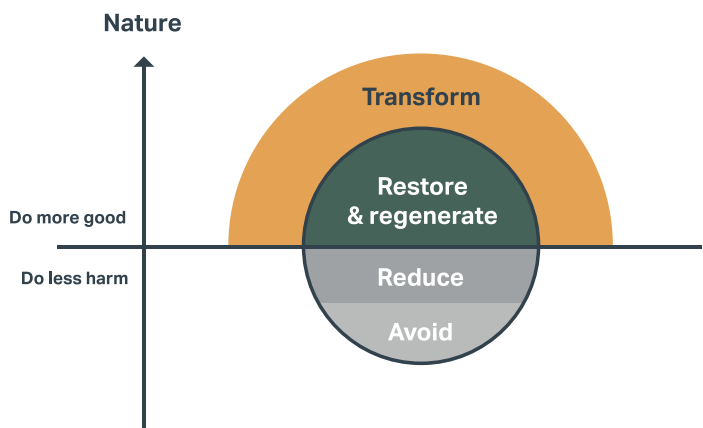 Nature
Transform
Restore
& regenerate
Do more good
Do less harm
Reduce
Avoid